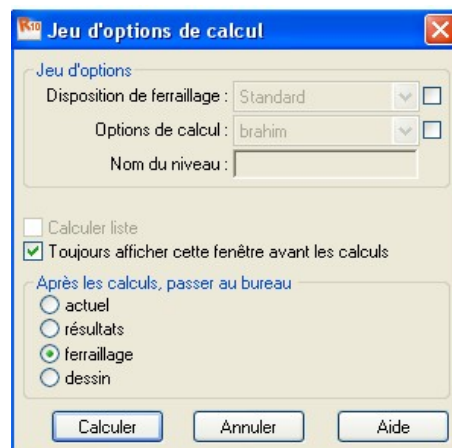 R10 Jeu d'options de calcul
Jeu d'options
Disposition de ferraillage : Standard
Options de calcul : brahim
Nom du niveau :
Calculer liste
Toujours afficher cette fenêtre avant les calculs
Après les calculs, passer au bureau
actuel
résultats
ferraillage
dessin
Calculer Annuler Aide